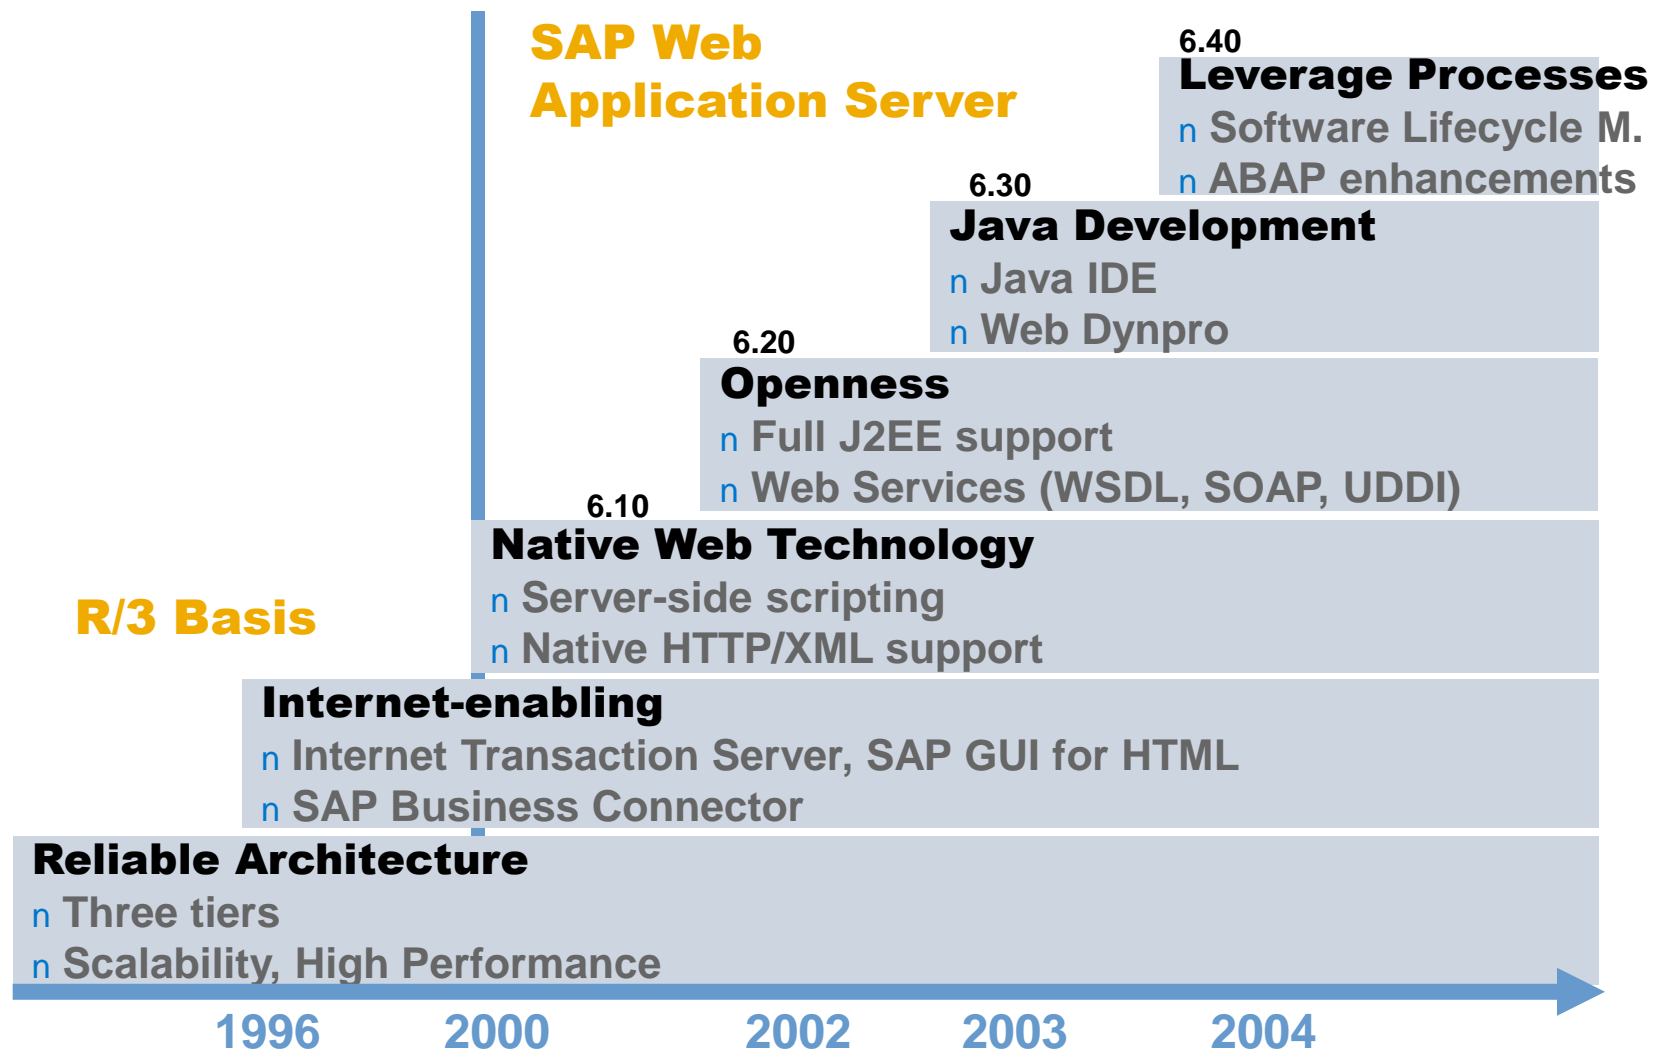 SAP Web
Application Server
6.40
Leverage Processes
n Software Lifecycle M.
n ABAP enhancements
6.30
Java Development
n Java IDE
n Web Dynpro
6.20
Openness
n Full J2EE support
n Web Services (WSDL, SOAP, UDDI)
6.10
Native Web Technology
n Server-side scripting
n Native HTTP/XML support
R/3 Basis
Internet-enabling
n Internet Transaction Server, SAP GUI for HTML
n SAP Business Connector
Reliable Architecture
n Three tiers
n Scalability, High Performance
1996 2000 2002 2003 2004